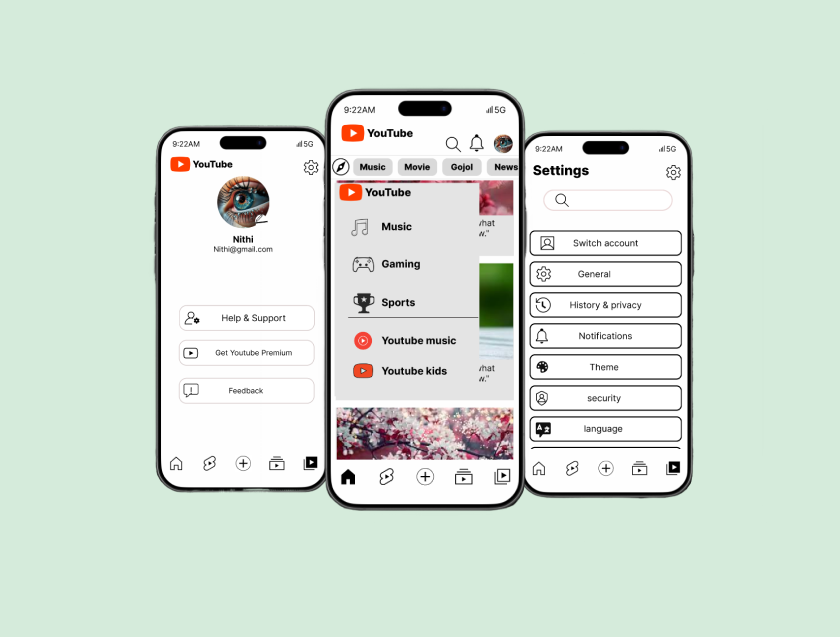 9:22AM
5G
YouTube
Nithi
Nithi@gmail.com
Help & Support
Get Youtube Premium
Feedback
9:22AM
5G
YouTube
Music
Movie
Gojol
News
YouTube
Music
Gaming
Sports
Youtube music
Youtube kids
what
w."
what
w."
9:22AM
5G
Settings
Switch account
General
History & privacy
Notifications
Theme
security
language